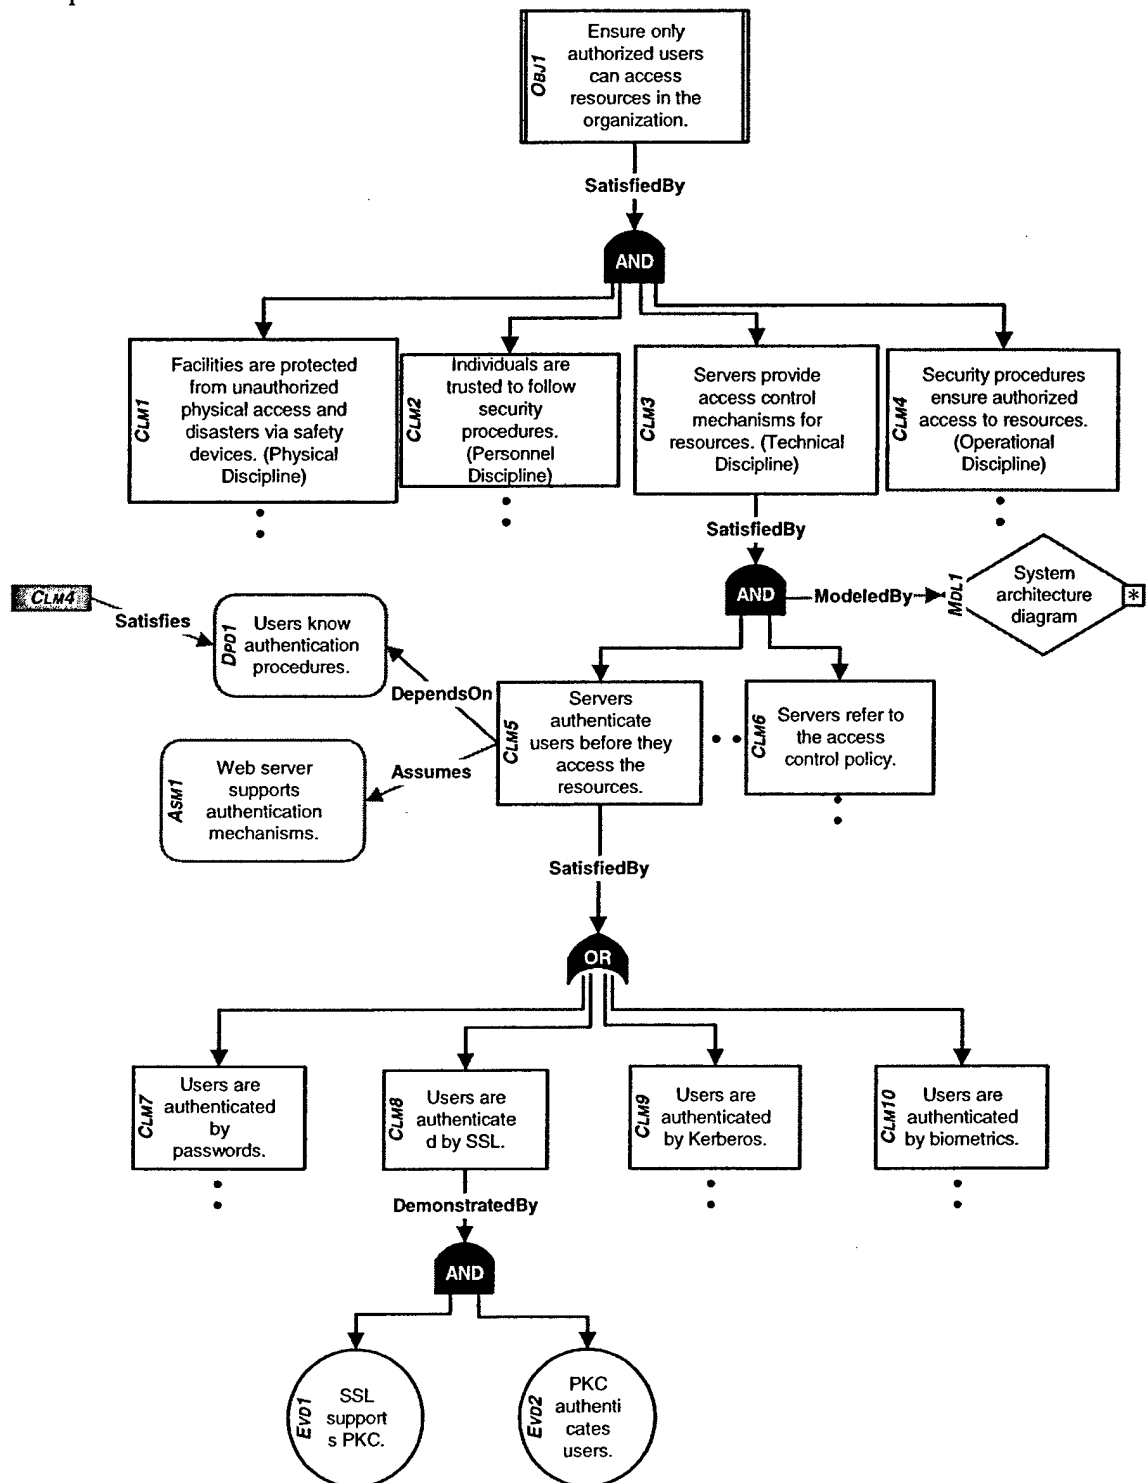 OBJ1
Ensure only
authorized users
can access
resources in the
organization.
SatisfiedBy
AND
CLM1
Facilities are protected
from unauthorized
physical access and
disasters via safety
devices. (Physical
Discipline)
CLM2
Individuals are
trusted to follow
security
procedures.
(Personnel
Discipline)
CLM3
Servers provide
access control
mechanisms for
resources. (Technical
Discipline)
CLM4
Security procedures
ensure authorized
access to resources.
(Operational
Discipline)
SatisfiedBy
AND
ModeledBy
MDL1
System
architecture
diagram
*
CLM4
Satisfies
DPD1
Users know
authentication
procedures.
DependsOn
CLM5
Servers
authenticate
users before they
access the
resources.
CLM6
Servers refer to
the access
control policy.
Assumes
ASM1
Web server
supports
authentication
mechanisms.
SatisfiedBy
OR
CLM7
Users are
authenticated
by
passwords.
CLM8
Users are
authenticate
d by SSL.
CLM9
Users are
authenticated
by Kerberos.
CLM10
Users are
authenticated
by biometrics.
DemonstratedBy
AND
EVD1
SSL
support
s PKC.
EVD2
PKC
authenti
cates
users.